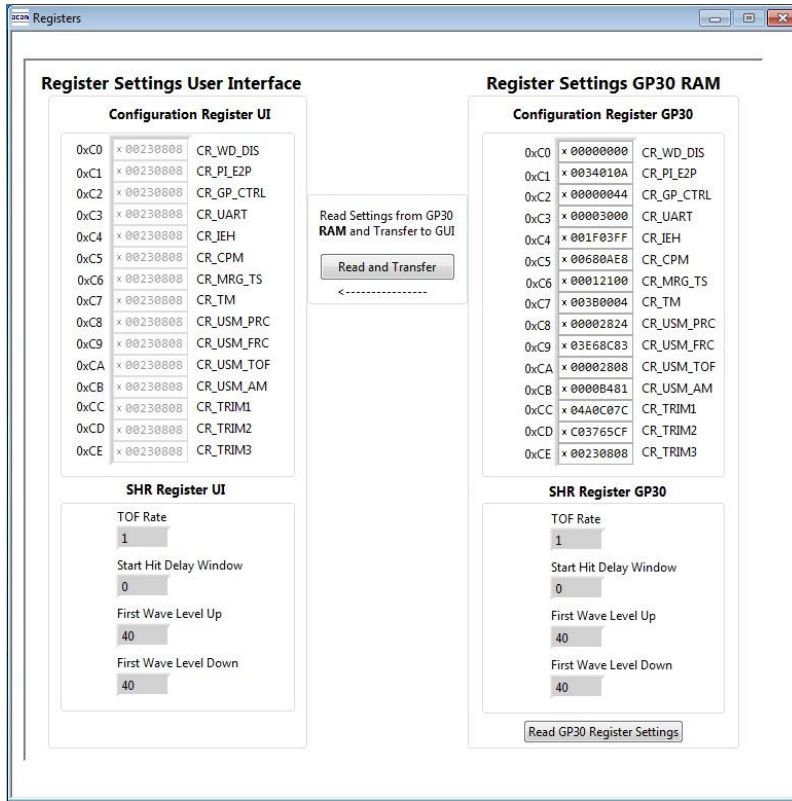 acam Registers
Register Settings User Interface
Configuration Register UI
0xC0 x 00230808 CR_WD_DIS
0xC1 x 00230808 CR_PI_E2P
0xC2 x 00230808 CR_GP_CTRL
0xC3 x 00230808 CR_UART
0xC4 x 00230808 CR_IEH
0xC5 x 00230808 CR_CPM
0xC6 x 00230808 CR_MRG_TS
0xC7 x 00230808 CR_TM
0xC8 x 00230808 CR_USM_PRC
0xC9 x 00230808 CR_USM_FRC
0xCA x 00230808 CR_USM_TOF
0xCB x 00230808 CR_USM_AM
0xCC x 00230808 CR_TRIM1
0xCD x 00230808 CR_TRIM2
0xCE x 00230808 CR_TRIM3
SHR Register UI
TOF Rate
1
Start Hit Delay Window
0
First Wave Level Up
40
First Wave Level Down
40
Read Settings from GP30
RAM and Transfer to GUI
Read and Transfer
<----------------
Register Settings GP30 RAM
Configuration Register GP30
0xC0 x 00000000 CR_WD_DIS
0xC1 x 0034010A CR_PI_E2P
0xC2 x 00000044 CR_GP_CTRL
0xC3 x 00003000 CR_UART
0xC4 x 001F03FF CR_IEH
0xC5 x 00680AE8 CR_CPM
0xC6 x 00012100 CR_MRG_TS
0xC7 x 003B0004 CR_TM
0xC8 x 00002824 CR_USM_PRC
0xC9 x 03E68C83 CR_USM_FRC
0xCA x 00002808 CR_USM_TOF
0xCB x 0000B481 CR_USM_AM
0xCC x 04A0C07C CR_TRIM1
0xCD x C03765CF CR_TRIM2
0xCE x 00230808 CR_TRIM3
SHR Register GP30
TOF Rate
1
Start Hit Delay Window
0
First Wave Level Up
40
First Wave Level Down
40
Read GP30 Register Settings